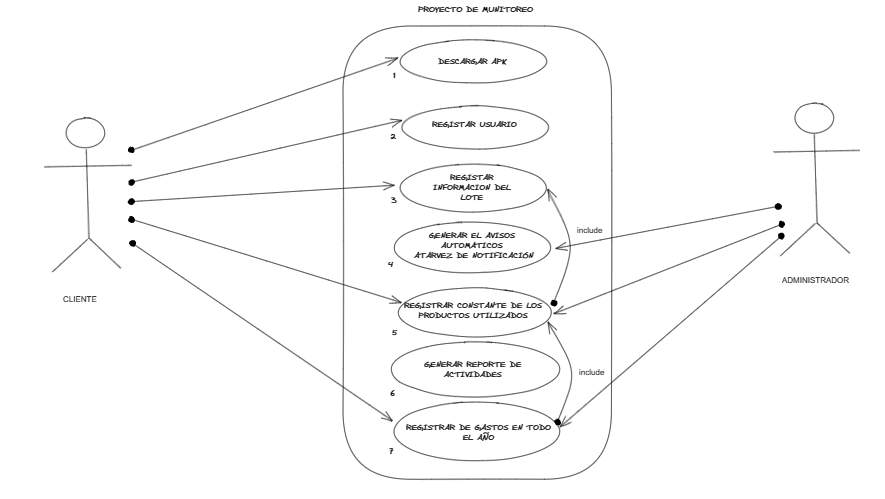 PROYECTO DE MUNITOREO
DESCARGAR APK
1
REGISTAR USUARIO
2
REGISTAR
INFORMACION DEL
LOTE
3
include
GENERAR EL AVISOS
AUTOMATICOS
ATARVEZ DE NOTIFICACIÓN
4
ADMINISTRADOR
CLIENTE
REGISTRAR CONSTANTE DE LOS
PRODUCTOS UTILIZADOS
5
GENERAR REPORTE DE
ACTIVIDADES
include
6
REGISTRAR DE GASTOS EN TODO
EL AÑO
7